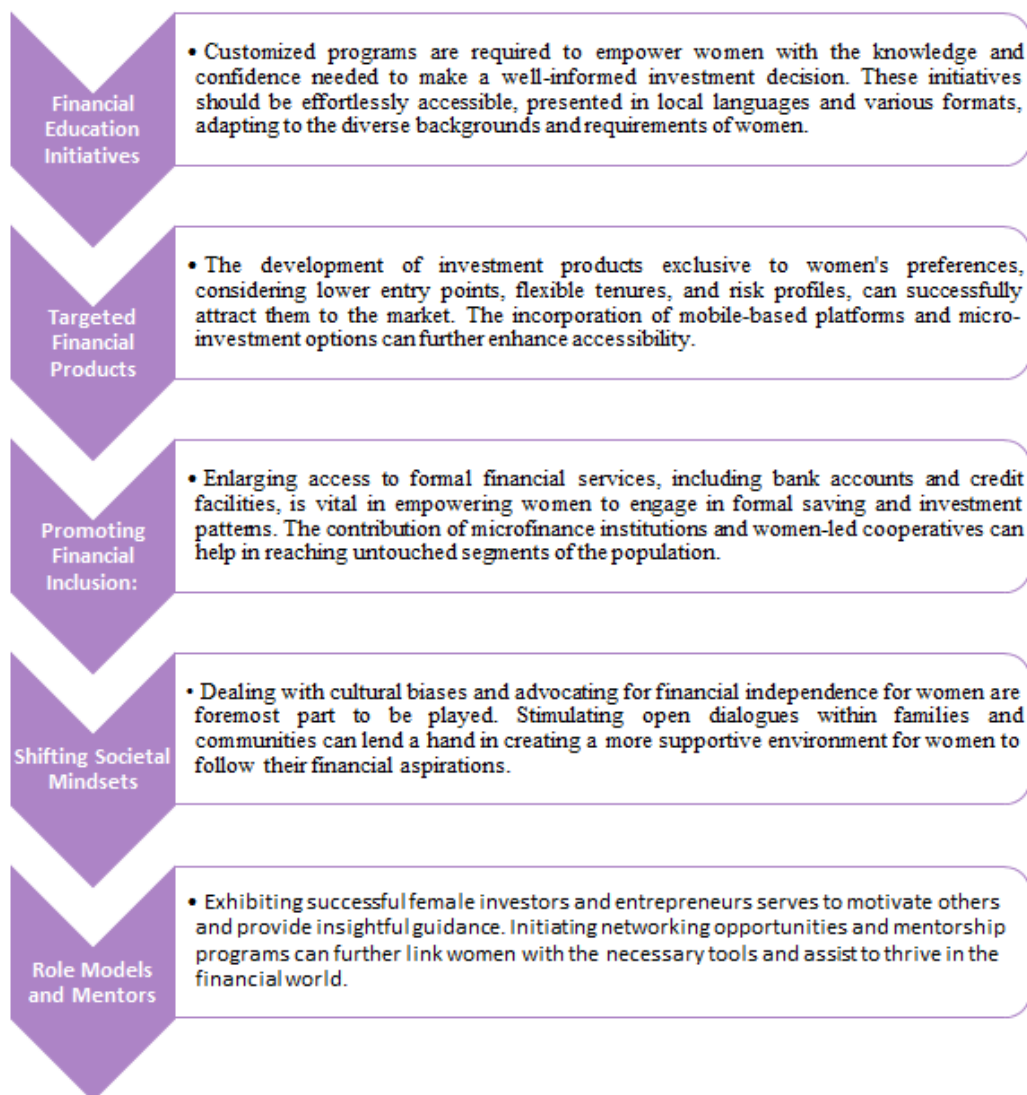 Financial
Education
Initiatives
• Customized programs are required to empower women with the knowledge and
confidence needed to make a well-informed investment decision. These initiatives
should be effortlessly accessible, presented in local languages and various formats,
adapting to the diverse backgrounds and requirements of women.
Targeted
Financial
Products
• The development of investment products exclusive to women's preferences,
considering lower entry points, flexible tenures, and risk profiles, can successfully
attract them to the market. The incorporation of mobile-based platforms and micro-
investment options can further enhance accessibility.
Promoting
Financial
Inclusion:
• Enlarging access to formal financial services, including bank accounts and credit
facilities, is vital in empowering women to engage in formal saving and investment
patterns. The contribution of microfinance institutions and women-led cooperatives can
help in reaching untouched segments of the population.
Shifting Societal
Mindsets
• Dealing with cultural biases and advocating for financial independence for women are
foremost part to be played. Stimulating open dialogues within families and
communities can lend a hand in creating a more supportive environment for women to
follow their financial aspirations.
Role Models
and Mentors
• Exhibiting successful female investors and entrepreneurs serves to motivate others
and provide insightful guidance. Initiating networking opportunities and mentorship
programs can further link women with the necessary tools and assist to thrive in the
financial world.